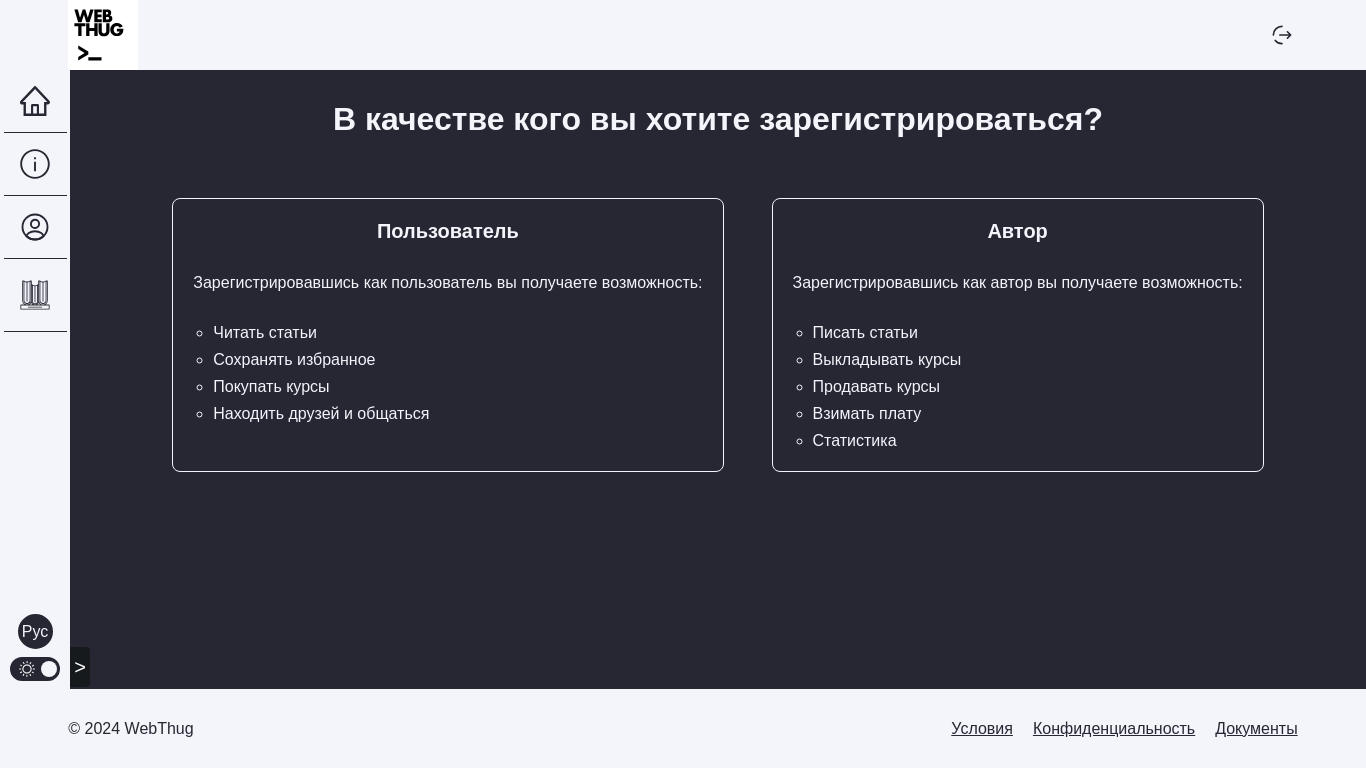 WEB
THUG
>_
В качестве кого вы хотите зарегистрироваться?
Пользователь
Зарегистрировавшись как пользователь вы получаете возможность:
Читать статьи
Сохранять избранное
Покупать курсы
Находить друзей и общаться
Автор
Зарегистрировавшись как автор вы получаете возможность:
Писать статьи
Выкладывать курсы
Продавать курсы
Взимать плату
Статистика
Рус
>
© 2024 WebThug
Условия Конфиденциальность Документы